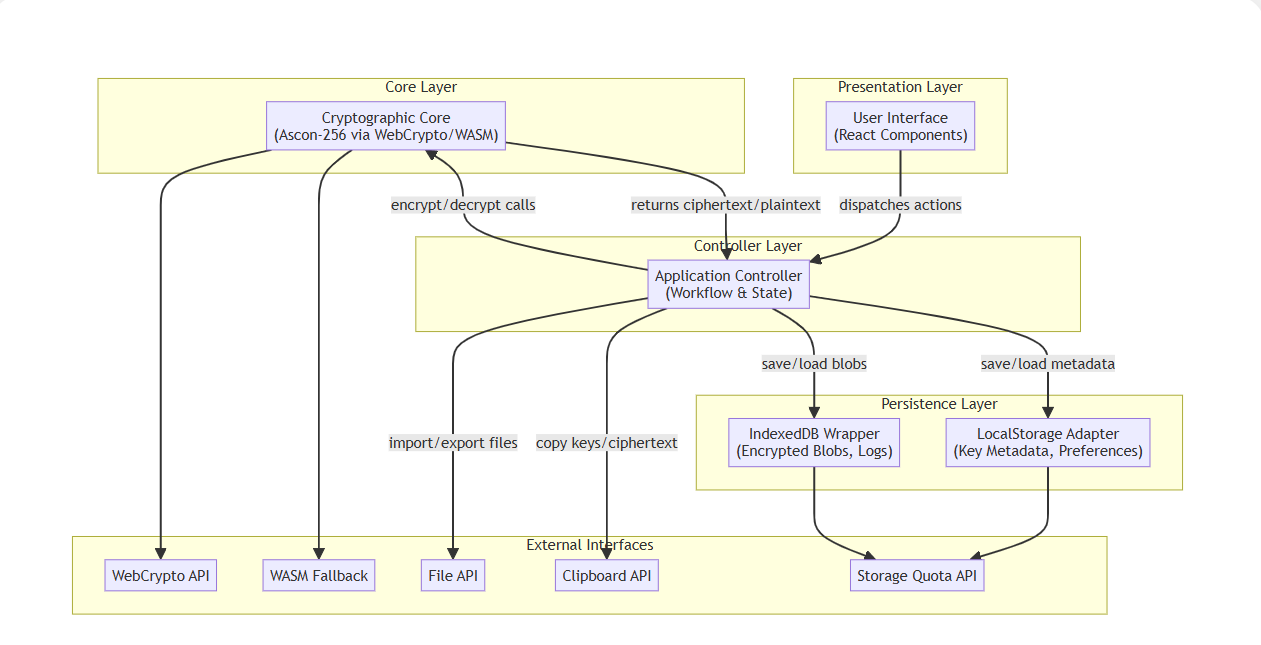 Core Layer
Presentation Layer
Cryptographic Core
(Ascon-256 via WebCrypto/WASM)
User Interface
(React Components)
encrypt/decrypt calls
returns ciphertext/plaintext
dispatches actions
Controller Layer
Application Controller
(Workflow & State)
save/load blobs
save/load metadata
Persistence Layer
IndexedDB Wrapper
(Encrypted Blobs, Logs)
LocalStorage Adapter
(Key Metadata, Preferences)
import/export files
copy keys/ciphertext
External Interfaces
WebCrypto API
WASM Fallback
File API
Clipboard API
Storage Quota API